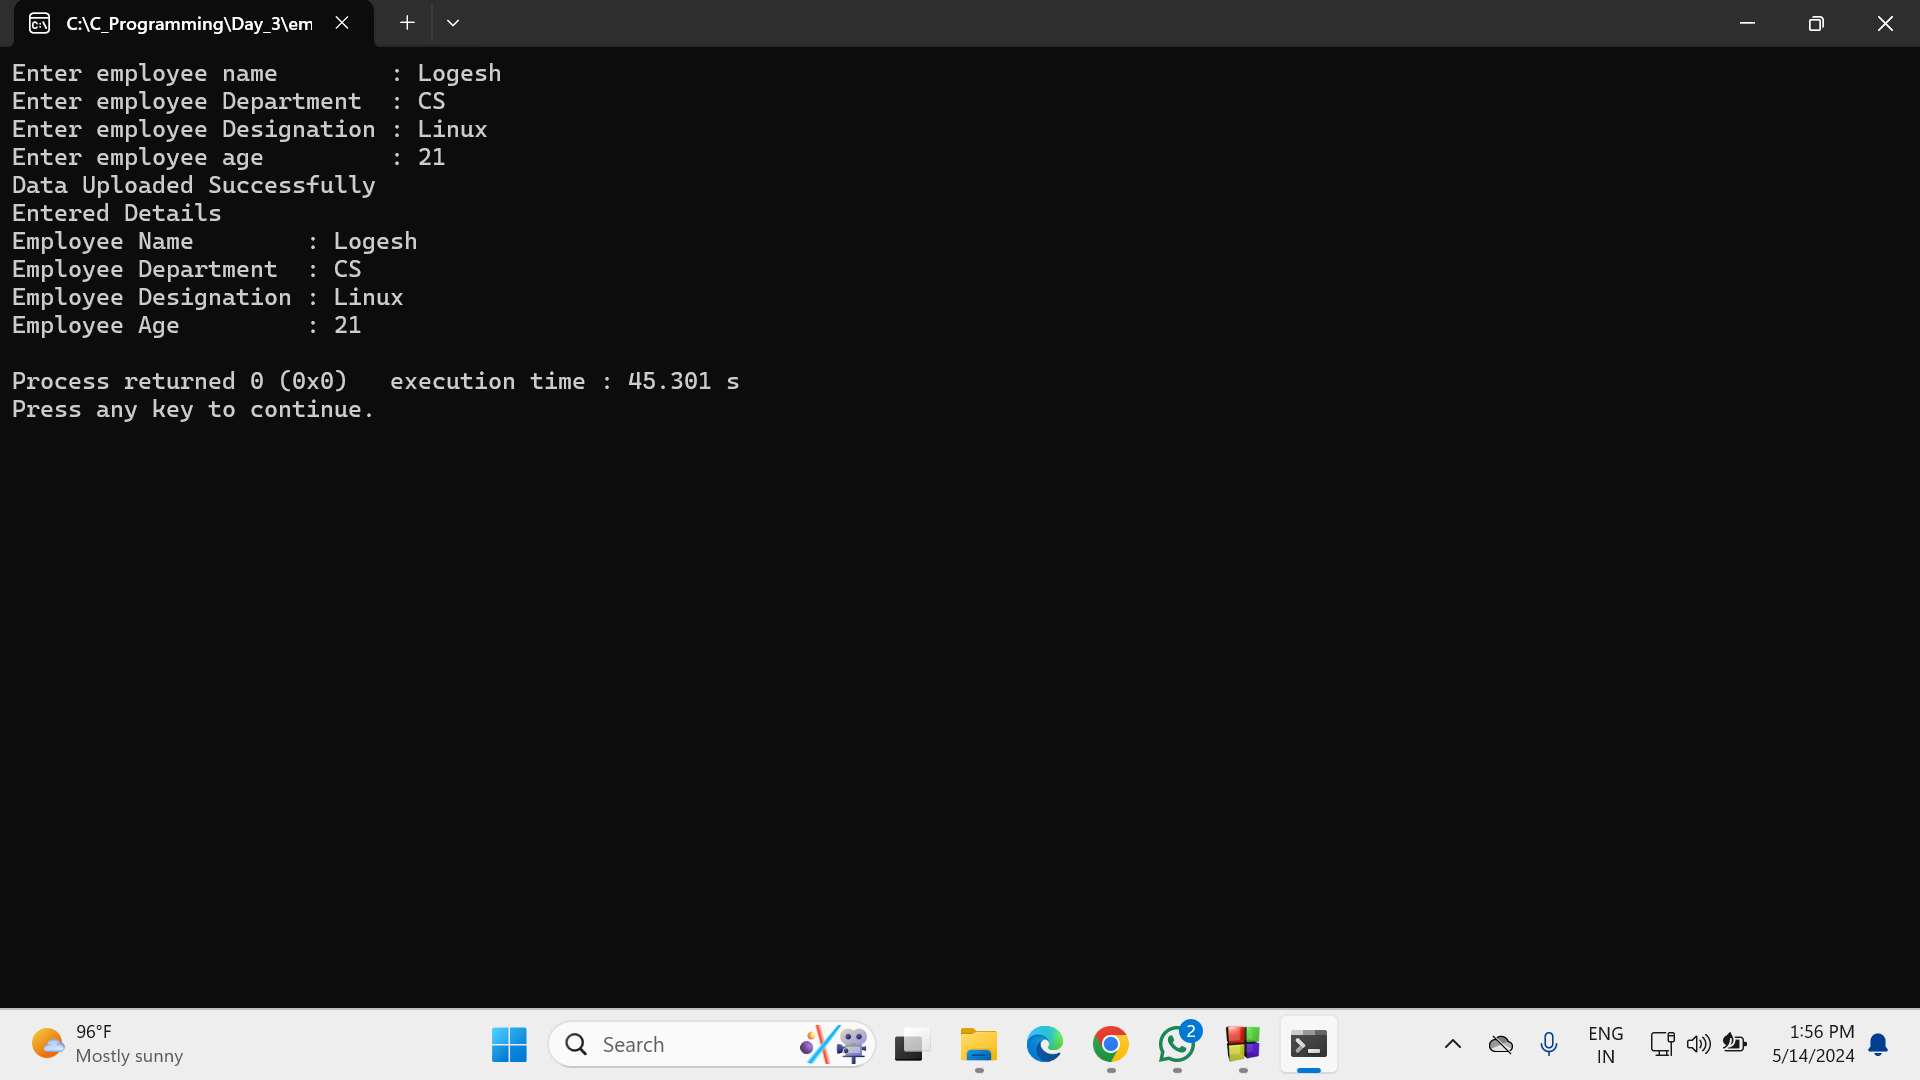 C:\C_Programming\Day_3\em
Enter employee name        : Logesh
Enter employee Department  : CS
Enter employee Designation : Linux
Enter employee age         : 21
Data Uploaded Successfully
Entered Details
Employee Name        : Logesh
Employee Department  : CS
Employee Designation : Linux
Employee Age         : 21

Process returned 0 (0x0)   execution time : 45.301 s
Press any key to continue.
96°F
Mostly sunny
Search
2
ENG
IN
1:56 PM
5/14/2024